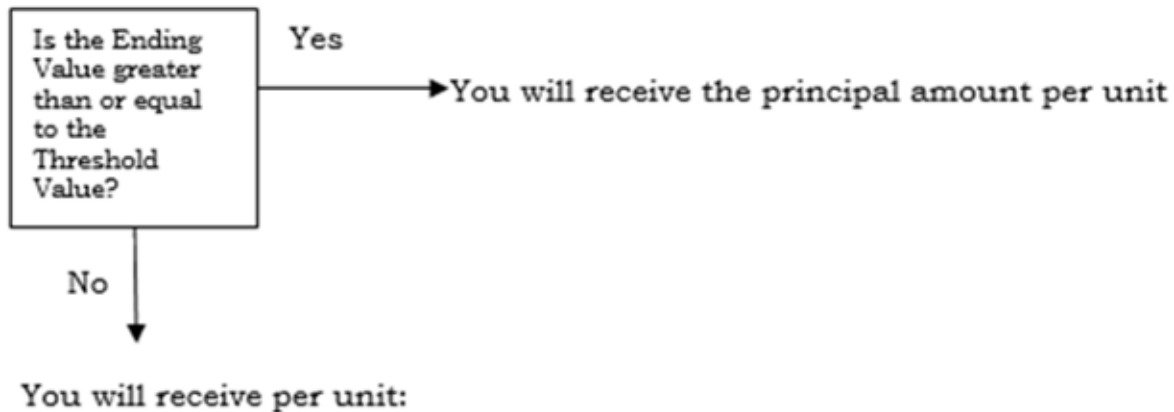 Is the Ending
Value greater
than or equal
to the
Threshold
Value?
Yes
You will receive the principal amount per unit
No
You will receive per unit: